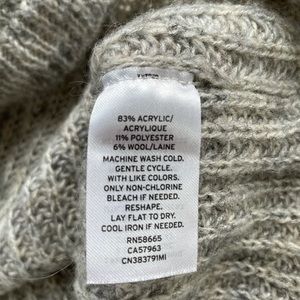 83% ACRYLIC/
ACRYLIQUE
11% POLYESTER
6% WOOL/LAINE
MACHINE WASH COLD.
GENTLE CYCLE.
WITH LIKE COLORS.
ONLY NON-CHLORINE
BLEACH IF NEEDED.
RESHAPE.
LAY FLAT TO DRY.
COOL IRON IF NEEDED.
RN58665
CA57963
CN383791MI